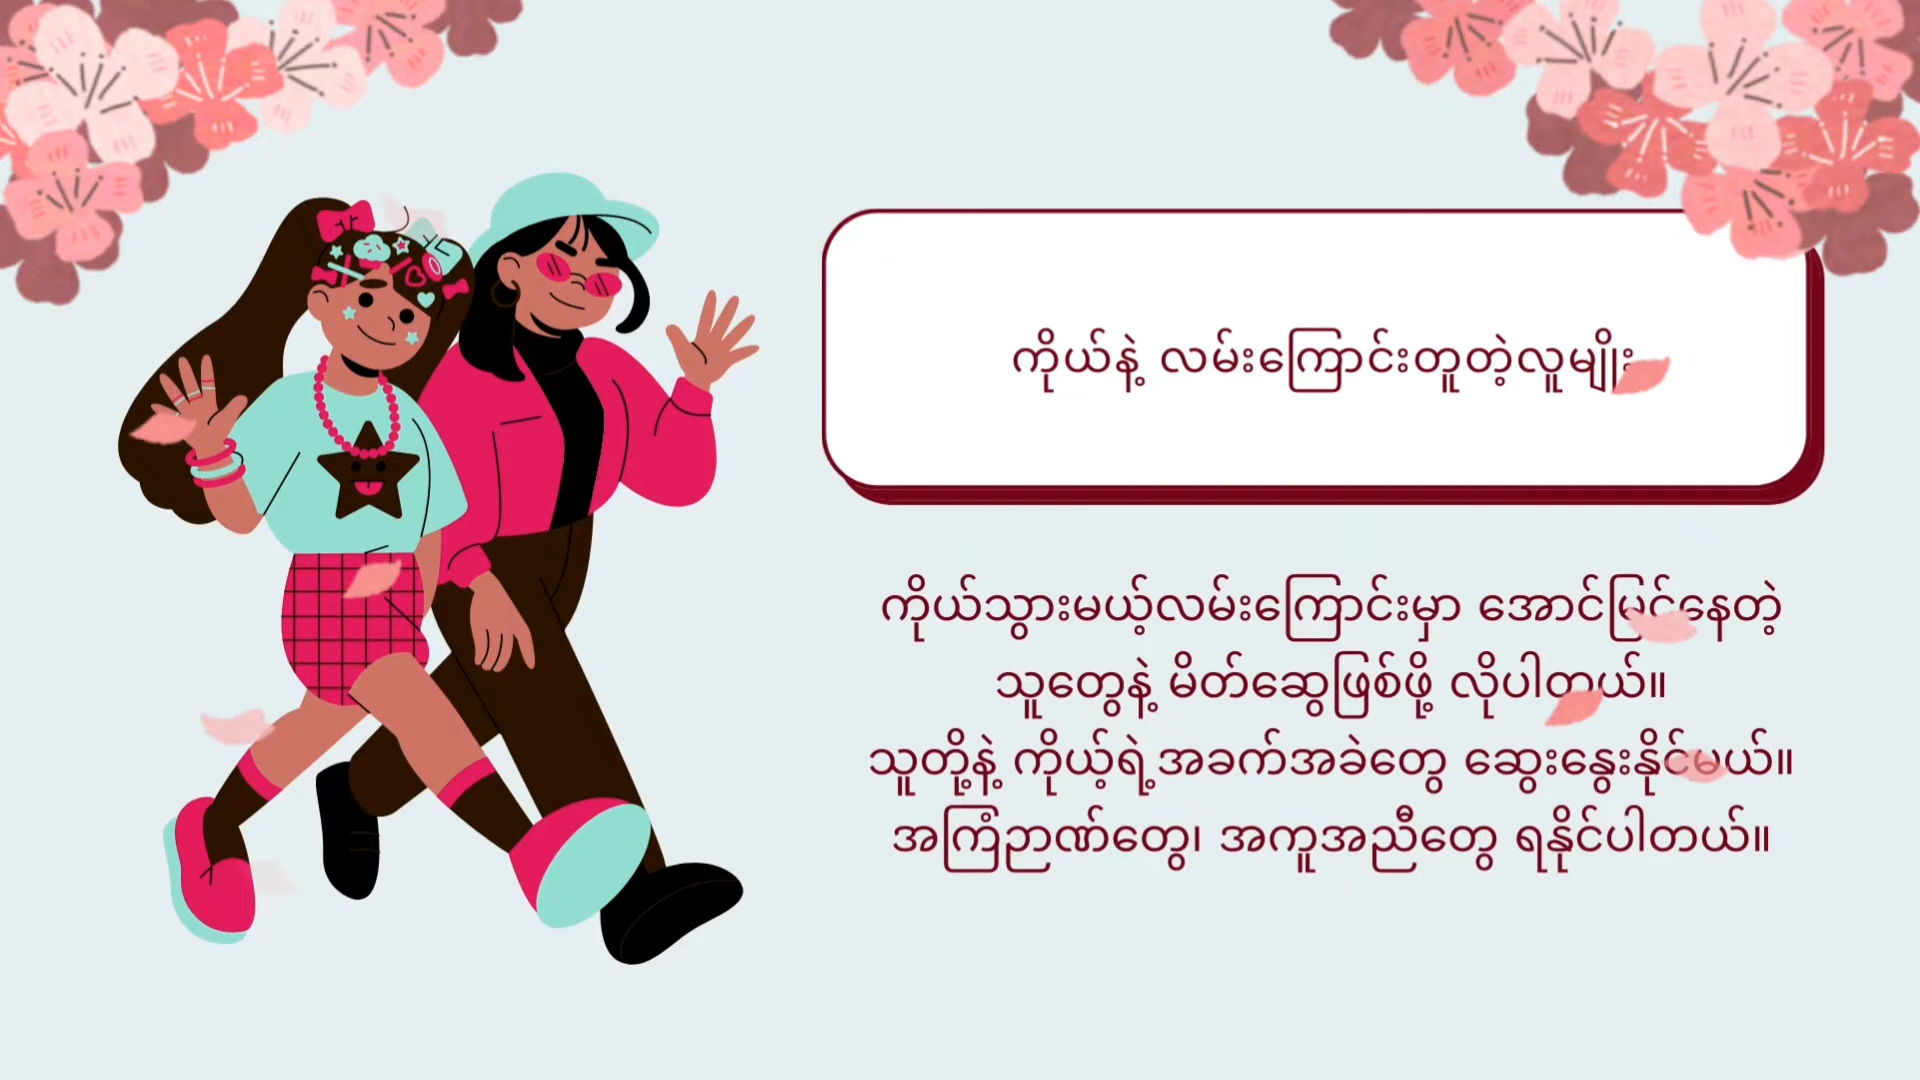 ကိုယ်နဲ့ လမ်းကြောင်းတူတဲ့လူမျိုး
ကိုယ်သွားမယ့်လမ်းကြောင်းမှာ အောင်မြင်နေတဲ့
သူတွေနဲ့ မိတ်ဆွေဖြစ်ဖို့ လိုပါတယ်။
သူတို့နဲ့ ကိုယ့်ရဲ့အခက်အခဲတွေ ဆွေးနွေးနိုင်မယ်။
အကြံဉာဏ်တွေ၊ အကူအညီတွေ ရနိုင်ပါတယ်။